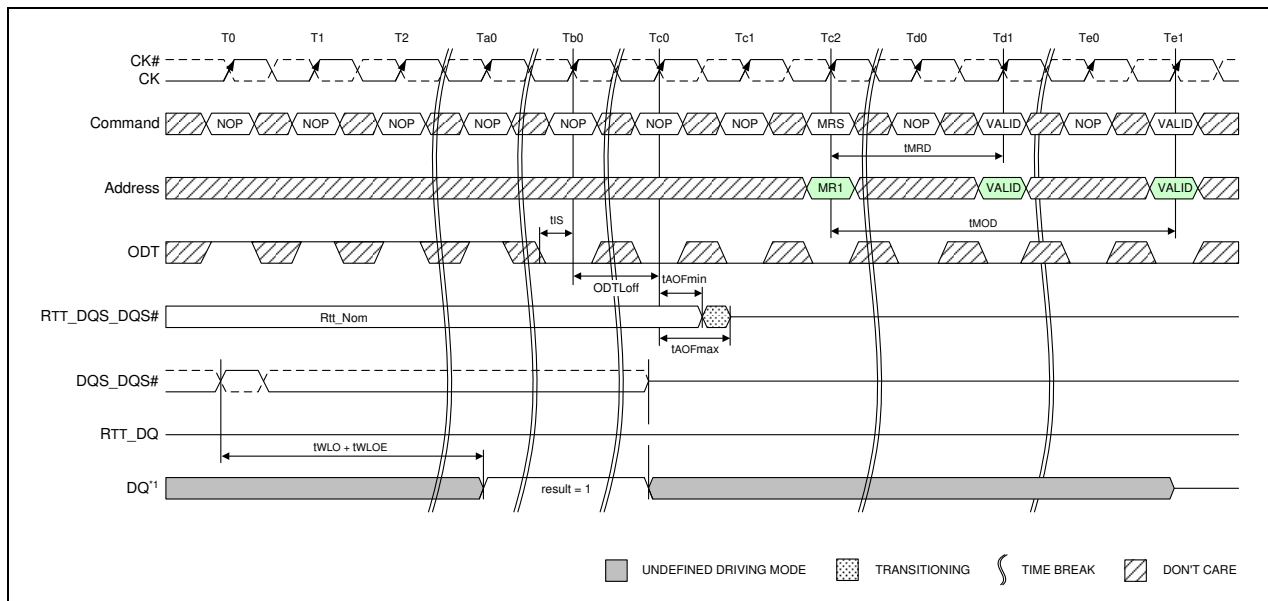 T0 T1 T2 Ta0 Tb0 Tc0 Tc1 Tc2 Td0 Td1 Te0 Te1
CK#
CK
Command NOP NOP NOP NOP NOP NOP NOP MRS NOP VALID NOP VALID
tMRD
Address MR1 VALID VALID
tIS
tMOD
ODT
tAOFmin
ODTLoff
RTT_DQS_DQS# Rtt_Nom
tAOFmax
DQS_DQS#
RTT_DQ
tWLO + tWLOE
DQ*1 result = 1
UNDEFINED DRIVING MODE TRANSITIONING TIME BREAK DON'T CARE